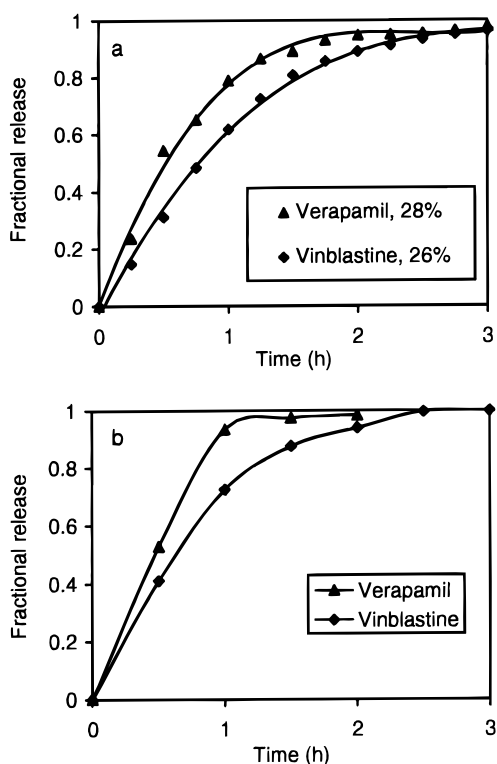 a
Fractional release
1
0.8
0.6
0.4
0.2
0
▲ Verapamil, 28%
◆ Vinblastine, 26%
0 1 2 3
Time (h)
b
Fractional release
1
0.8
0.6
0.4
0.2
0
Verapamil
Vinblastine
0 1 2 3
Time (h)